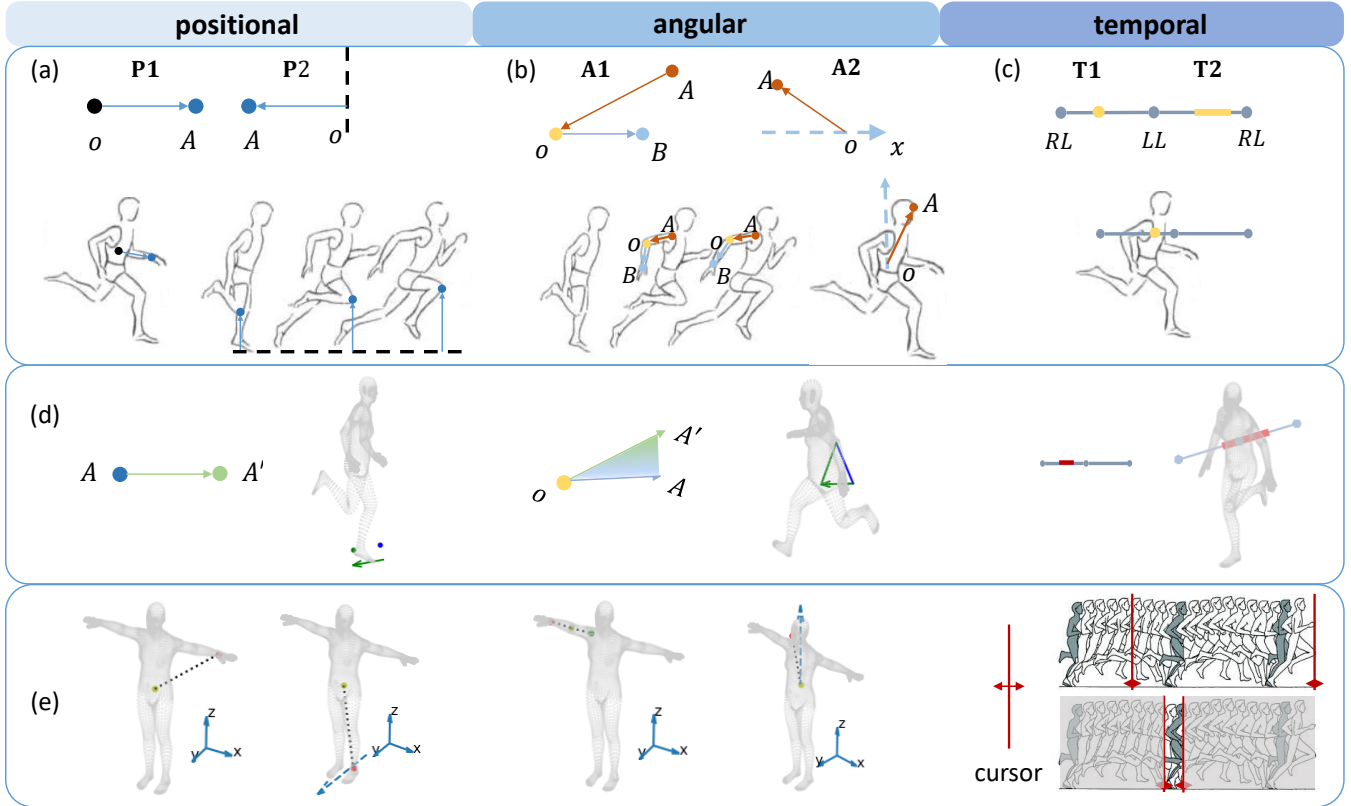 positional angular temporal
(a) P1 P2 (b) A1 A2 (c) T1 T2
A A
o A A o o B o x RL LL RL
A A A
o o
B B o
(d)
A A' o A' A
(e)
z y x z y x z y x z y x
cursor